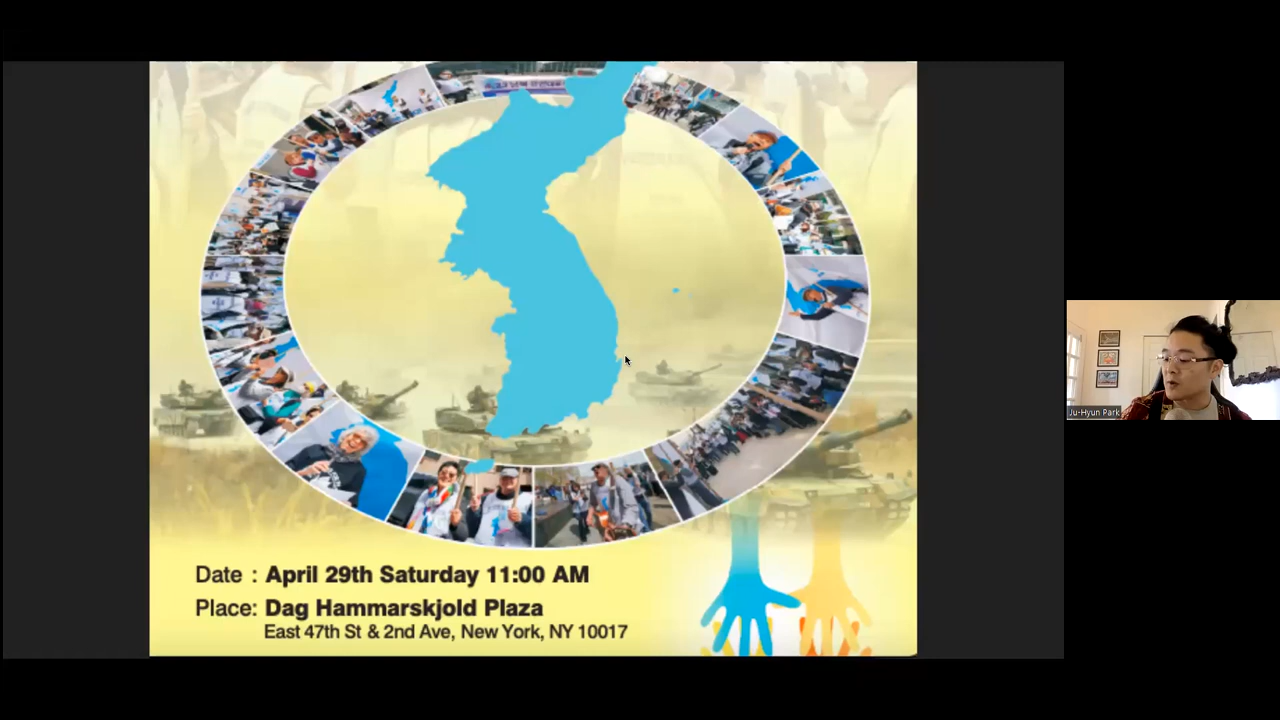 Date : April 29th Saturday 11:00 AM
Place: Dag Hammarskjold Plaza
East 47th St & 2nd Ave, New York, NY 10017
Ju-Hyun Park